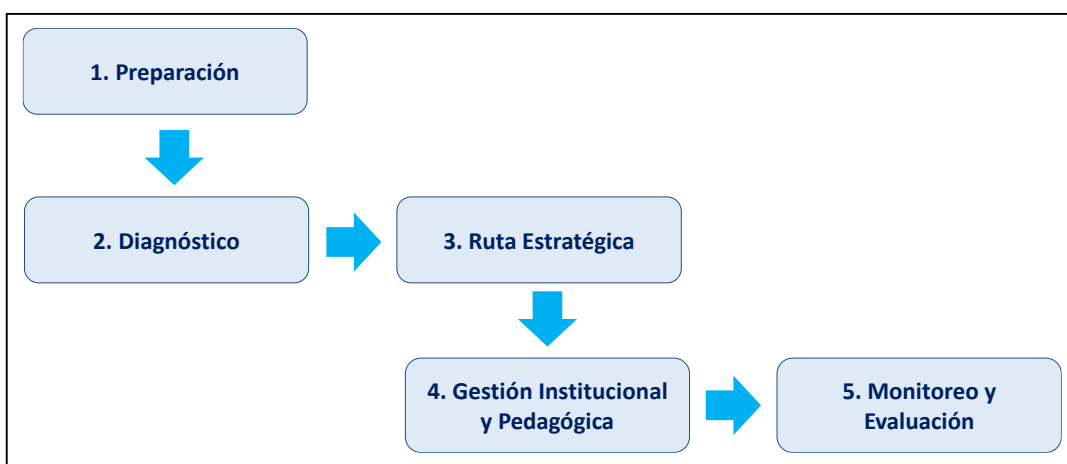 1. Preparación
2. Diagnóstico
3. Ruta Estratégica
4. Gestión Institucional
y Pedagógica
5. Monitoreo y
Evaluación